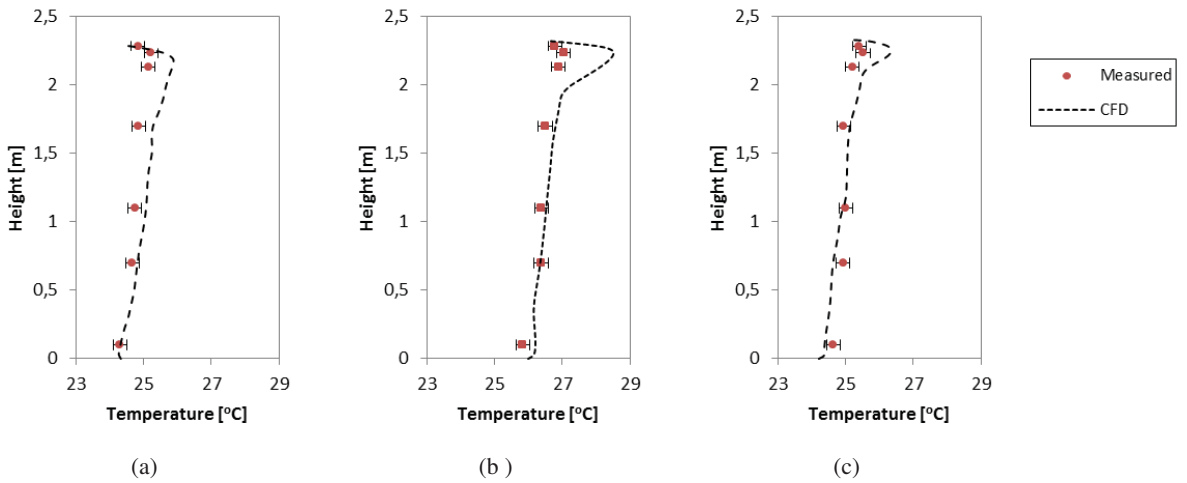 2,5
2
1,5
1
0,5
0
23 25 27 29
Height [m]
Temperature [°C]
(a)
2,5
2
1,5
1
0,5
0
23 25 27 29
Height [m]
Temperature [°C]
(b )
2,5
2
1,5
1
0,5
0
23 25 27 29
Height [m]
Temperature [°C]
(c)
Measured
CFD